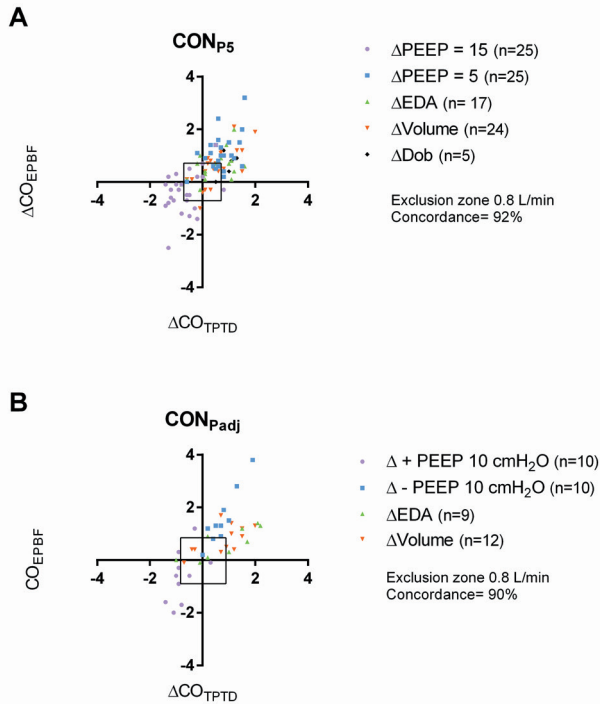 A
CONP5
ΔPEEP = 15 (n=25)
ΔPEEP = 5 (n=25)
ΔEDA (n= 17)
ΔVolume (n=24)
ΔDob (n=5)
Exclusion zone 0.8 L/min
Concordance= 92%
4
2
-4 -2 2 4
-2
-4
ΔCOEPBF
ΔCOTPTD
B
CONPadj
Δ + PEEP 10 cmH2O (n=10)
Δ - PEEP 10 cmH2O (n=10)
ΔEDA (n=9)
ΔVolume (n=12)
Exclusion zone 0.8 L/min
Concordance= 90%
4
2
-4 -2 2 4
-2
-4
COEPBF
ΔCOTPTD